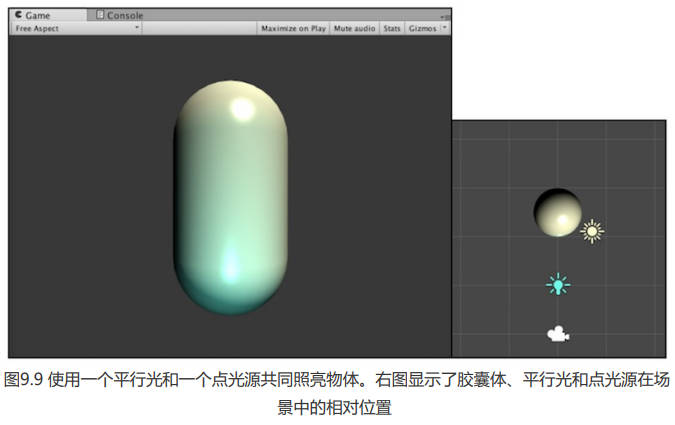 Game
Console
Free Aspect
Maximize on Play
Mute audio
Stats
Gizmos
图9.9 使用一个平行光和一个点光源共同照亮物体。右图显示了胶囊体、平行光和点光源在场
景中的相对位置